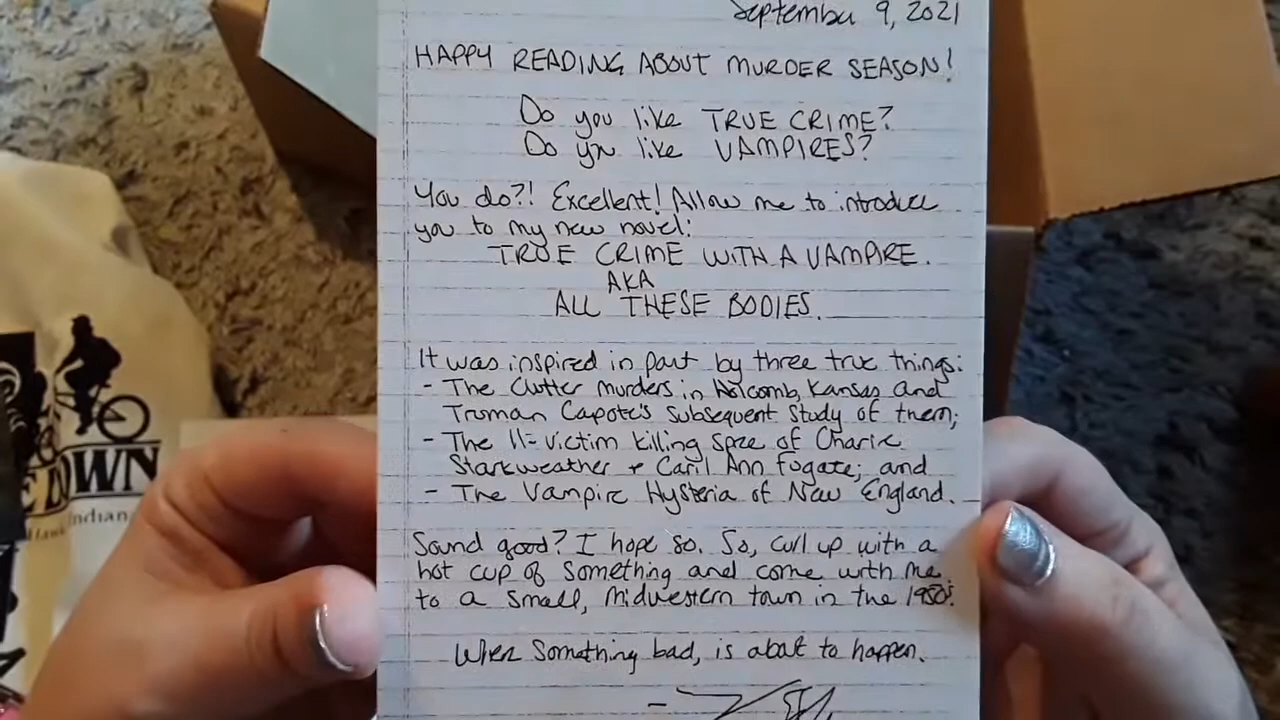 September 9, 2021
HAPPY READING ABOUT MURDER SEASON!
Do you like TRUE CRIME?
Do you like VAMPIRES?
You do?! Excellent! Allow me to introduce
you to my new novel:
TRUE CRIME WITH A VAMPIRE.
AKA
ALL THESE BODIES.
It was inspired in part by three true things:
- The Clutter murders in Holcomb, Kansas and
Truman Capote's subsequent study of them;
- The 11-victim killing spree of Charlie
Starkweather + Caril Ann Fugate; and
- The Vampire Hysteria of New England.
Sound good? I hope so. So, curl up with a
hot cup of something and come with me
to a small, midwestern town in the 1950s.
When something bad, is about to happen.
OWN
Indian